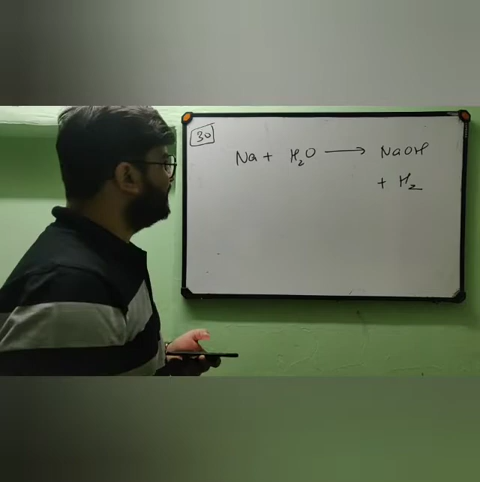 30
Na + H₂O ⟶ NaOH
+ H₂